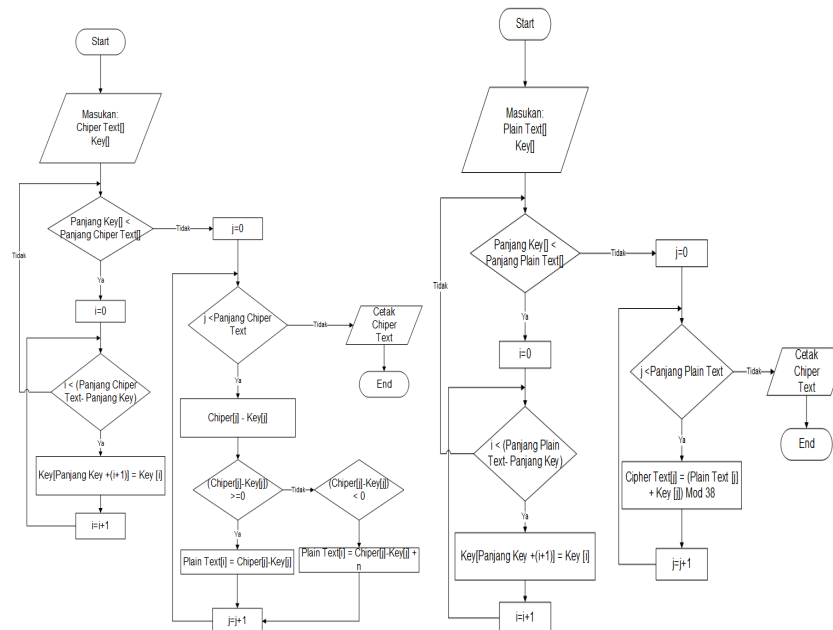 Start
Masukan:
Chiper Text[]
Key[]
Panjang Key[] <
Panjang Chiper Text[]
Tidak
Tidak
Ya
i=0
i < (Panjang Chiper
Text- Panjang Key)
Ya
Key[Panjang Key +(i+1)] = Key [i]
i=i+1
j=0
j <Panjang Chiper
Text
Tidak
Cetak
Chiper
Text
End
Ya
Chiper[j] - Key[j]
(Chiper[j]-Key[j])
>=0
Tidak
(Chiper[j]-Key[j])
< 0
Ya
Plain Text[i] = Chiper[j]-Key[j]
Plain Text[i] = Chiper[j]-Key[j] +
n
j=j+1
Start
Masukan:
Plain Text[]
Key[]
Panjang Key[] <
Panjang Plain Text[]
Tidak
Tidak
Ya
i=0
i < (Panjang Plain
Text- Panjang Key)
Ya
Key[Panjang Key +(i+1)] = Key [i]
i=i+1
j=0
j <Panjang Plain Text
Tidak
Cetak
Chiper
Text
End
Ya
Cipher Text[j] = (Plain Text [j]
+ Key [j]) Mod 38
j=j+1